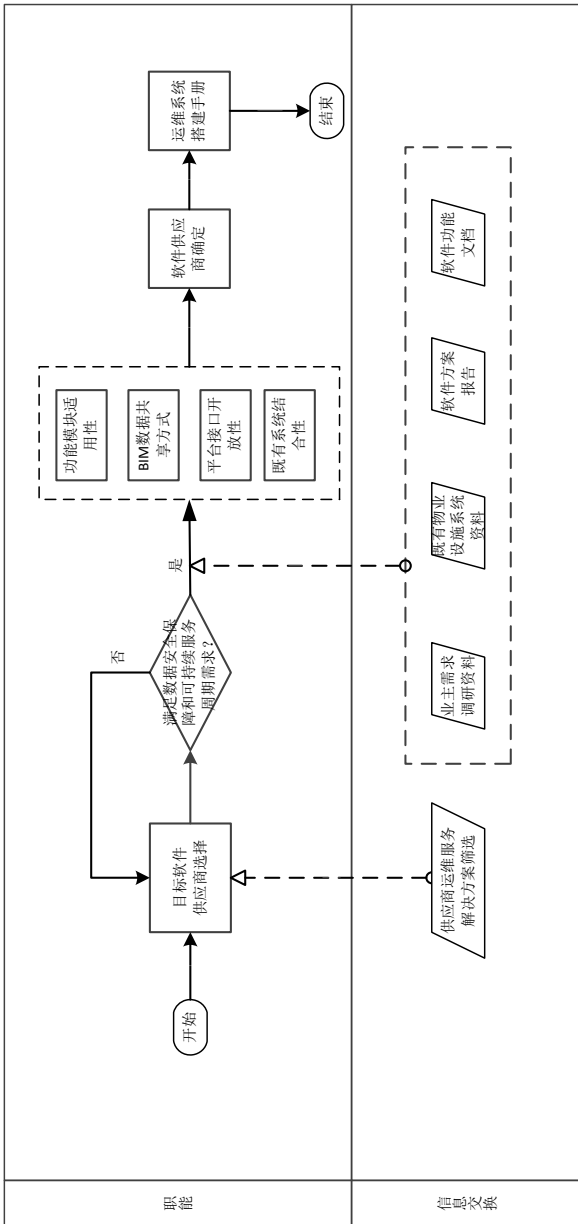 职能
开始
目标软件
供应商选择
满足数据安全保
障和可持续服务
周期需求？
否
是
功能模块适
用性
BIM数据共
享方式
平台接口开
放性
既有系统结
合性
软件供应
商确定
运维系统
搭建手册
结束
信息交换
供应商运维服务
解决方案筛选
业主需求
调研资料
既有物业
设施系统
资料
软件方案
报告
软件功能
文档